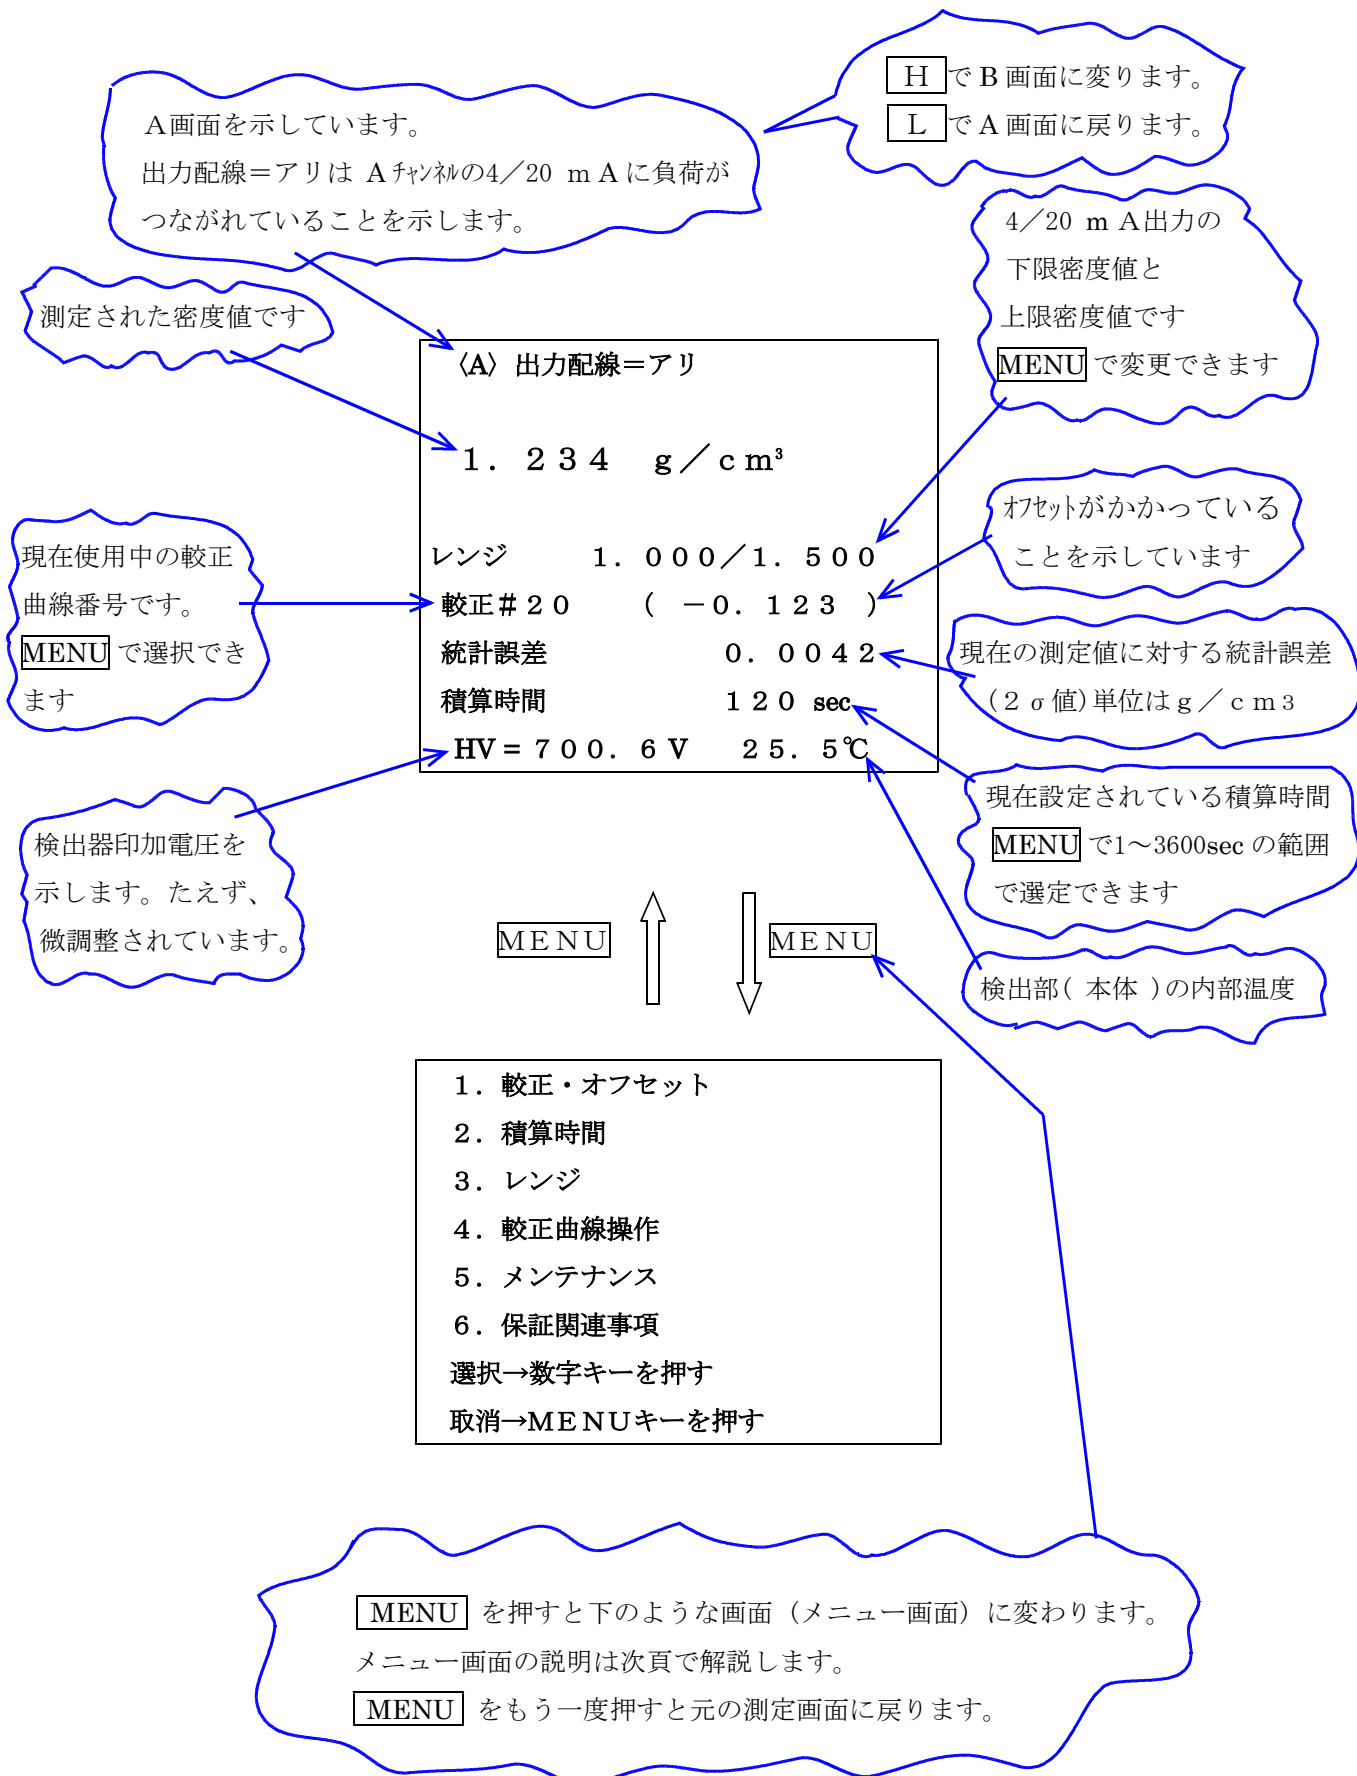 H で B 画面に変ります。
L で A 画面に戻ります。
A画面を示しています。
出力配線＝アリは Aﾁｬﾝﾈﾙの4／20 mAに負荷が
つながれていることを示します。
4／20 mA出力の
下限密度値と
上限密度値です
MENU で変更できます
測定された密度値です
〈A〉出力配線＝アリ
１．２３４ ｇ／ｃｍ³
レンジ １．０００／１．５００
較正＃２０ （ －０．１２３ ）
統計誤差 ０．００４２
積算時間 １２０ sec
HV＝７００．６Ｖ ２５．５℃
ｵﾌｾｯﾄがかかっている
ことを示しています
現在使用中の較正
曲線番号です。
MENU で選択でき
ます
現在の測定値に対する統計誤差
（２σ値）単位はｇ／ｃｍ３
現在設定されている積算時間
MENU で1～3600sec の範囲
で選定できます
検出器印加電圧を
示します。たえず、
微調整されています。
検出部( 本体 )の内部温度
ＭＥＮＵ
ＭＥＮＵ
１．較正・オフセット
２．積算時間
３．レンジ
４．較正曲線操作
５．メンテナンス
６．保証関連事項
選択→数字キーを押す
取消→ＭＥＮＵキーを押す
MENU を押すと下のような画面（メニュー画面）に変わります。
メニュー画面の説明は次頁で解説します。
MENU をもう一度押すと元の測定画面に戻ります。